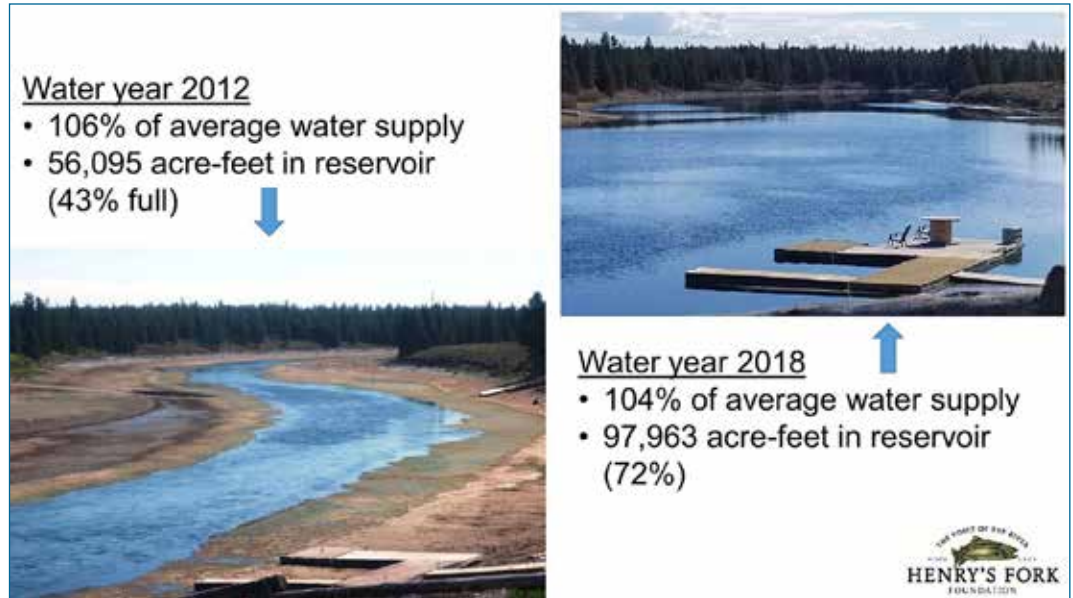 Water year 2012
• 106% of average water supply
• 56,095 acre-feet in reservoir
(43% full)
Water year 2018
• 104% of average water supply
• 97,963 acre-feet in reservoir
(72%)
HENRY'S FORK
FOUNDATION